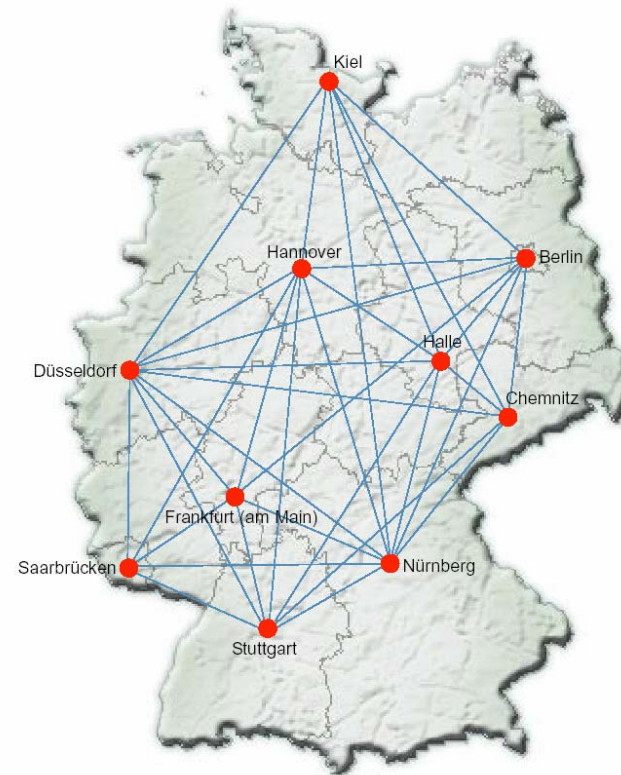 Kiel
Hannover
Berlin
Halle
Düsseldorf
Chemnitz
Frankfurt (am Main)
Saarbrücken
Nürnberg
Stuttgart